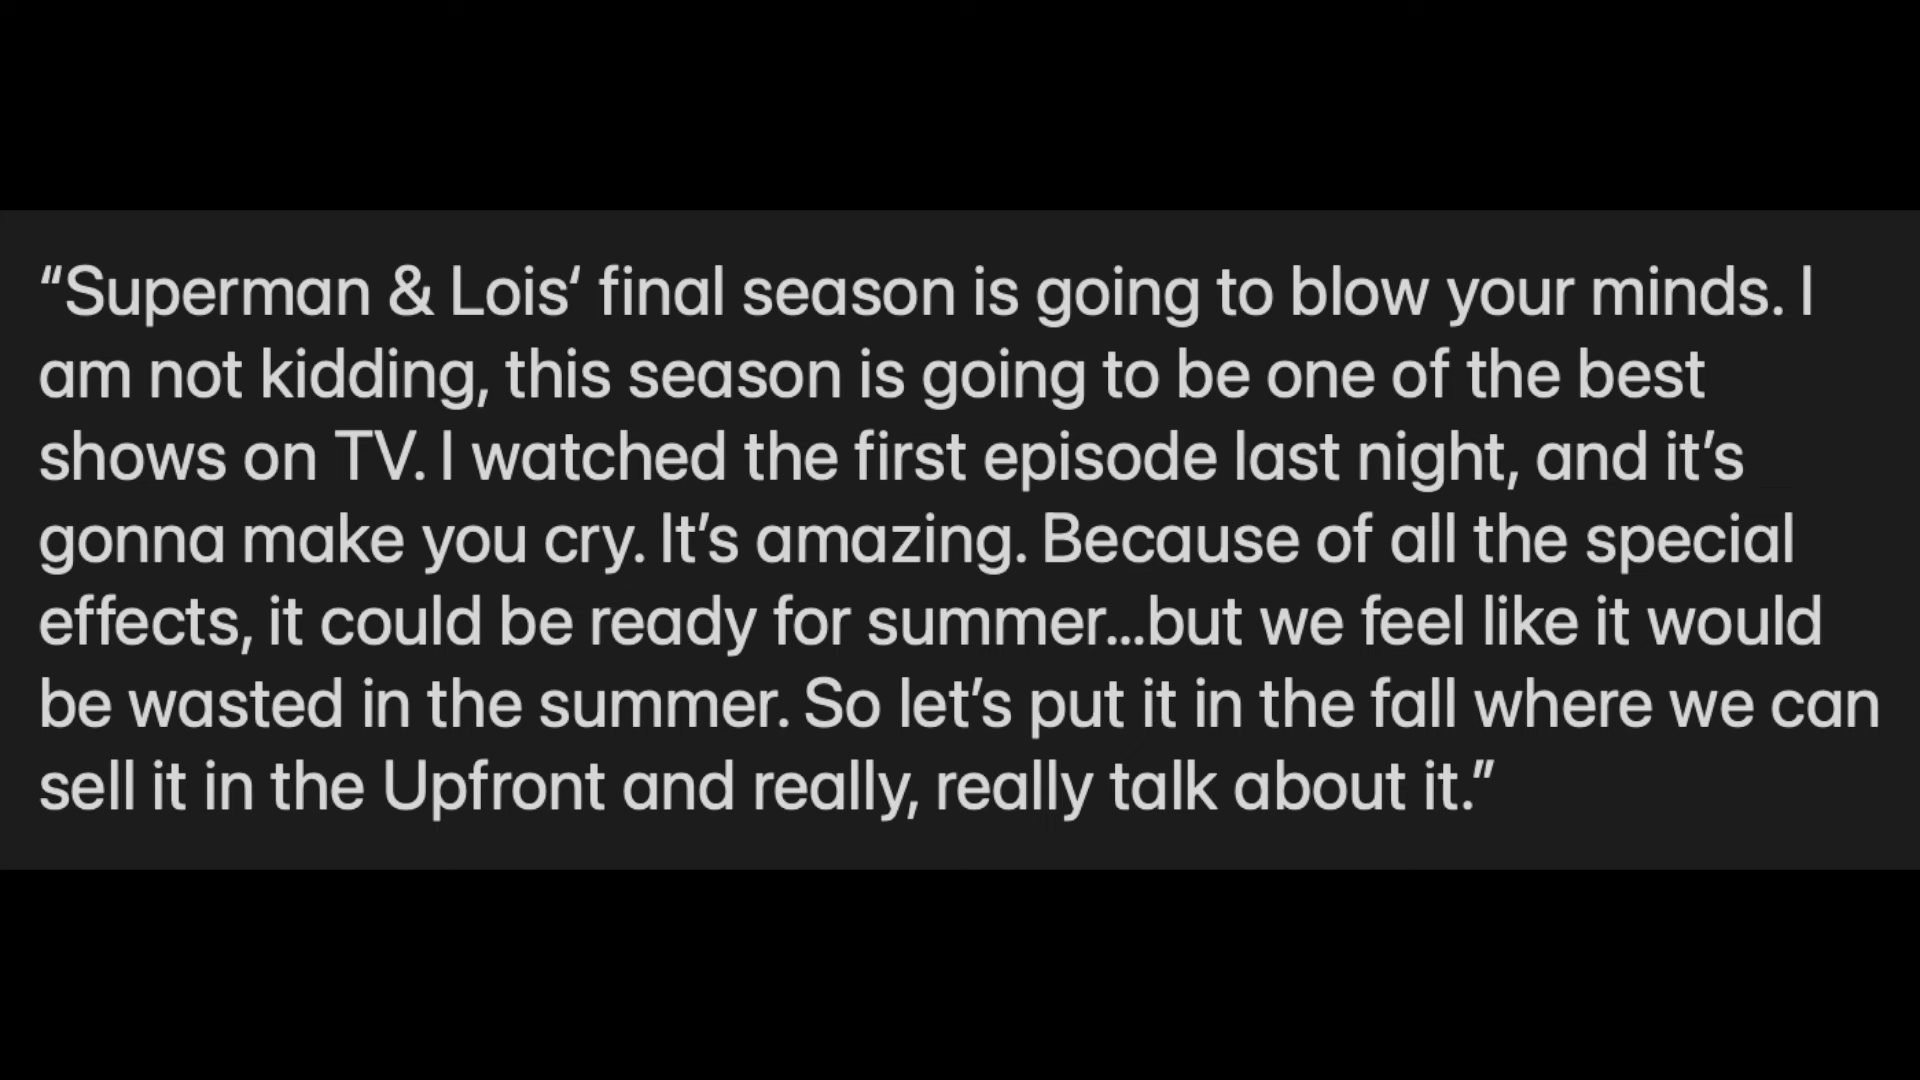 “Superman & Lois‘ final season is going to blow your minds. I
am not kidding, this season is going to be one of the best
shows on TV. I watched the first episode last night, and it’s
gonna make you cry. It’s amazing. Because of all the special
effects, it could be ready for summer...but we feel like it would
be wasted in the summer. So let’s put it in the fall where we can
sell it in the Upfront and really, really talk about it.”